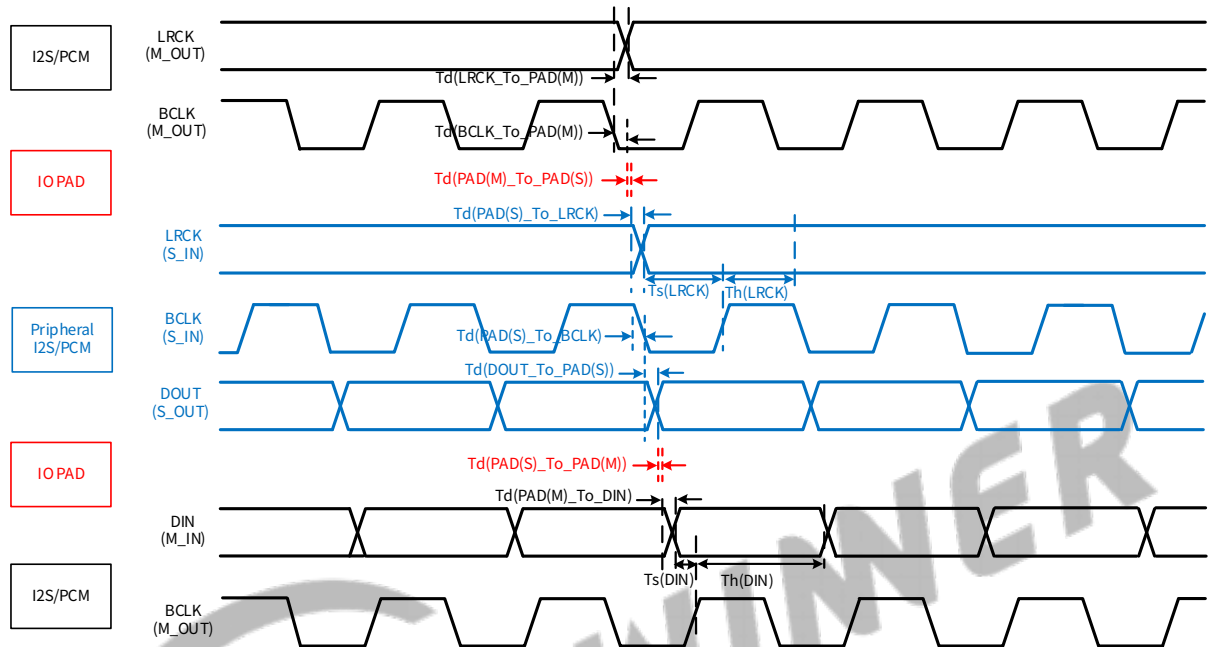 LRCK
(M_OUT)
I2S/PCM
Td(LRCK_To_PAD(M))
BCLK
(M_OUT)
Td(BCLK_To_PAD(M))
IO PAD
Td(PAD(M)_To_PAD(S))
Td(PAD(S)_To_LRCK)
LRCK
(S_IN)
Ts(LRCK)
Th(LRCK)
BCLK
(S_IN)
Pripheral
I2S/PCM
Td(PAD(S)_To_BCLK)
Td(DOUT_To_PAD(S))
DOUT
(S_OUT)
IO PAD
Td(PAD(S)_To_PAD(M))
Td(PAD(M)_To_DIN)
DIN
(M_IN)
Ts(DIN)
Th(DIN)
I2S/PCM
BCLK
(M_OUT)